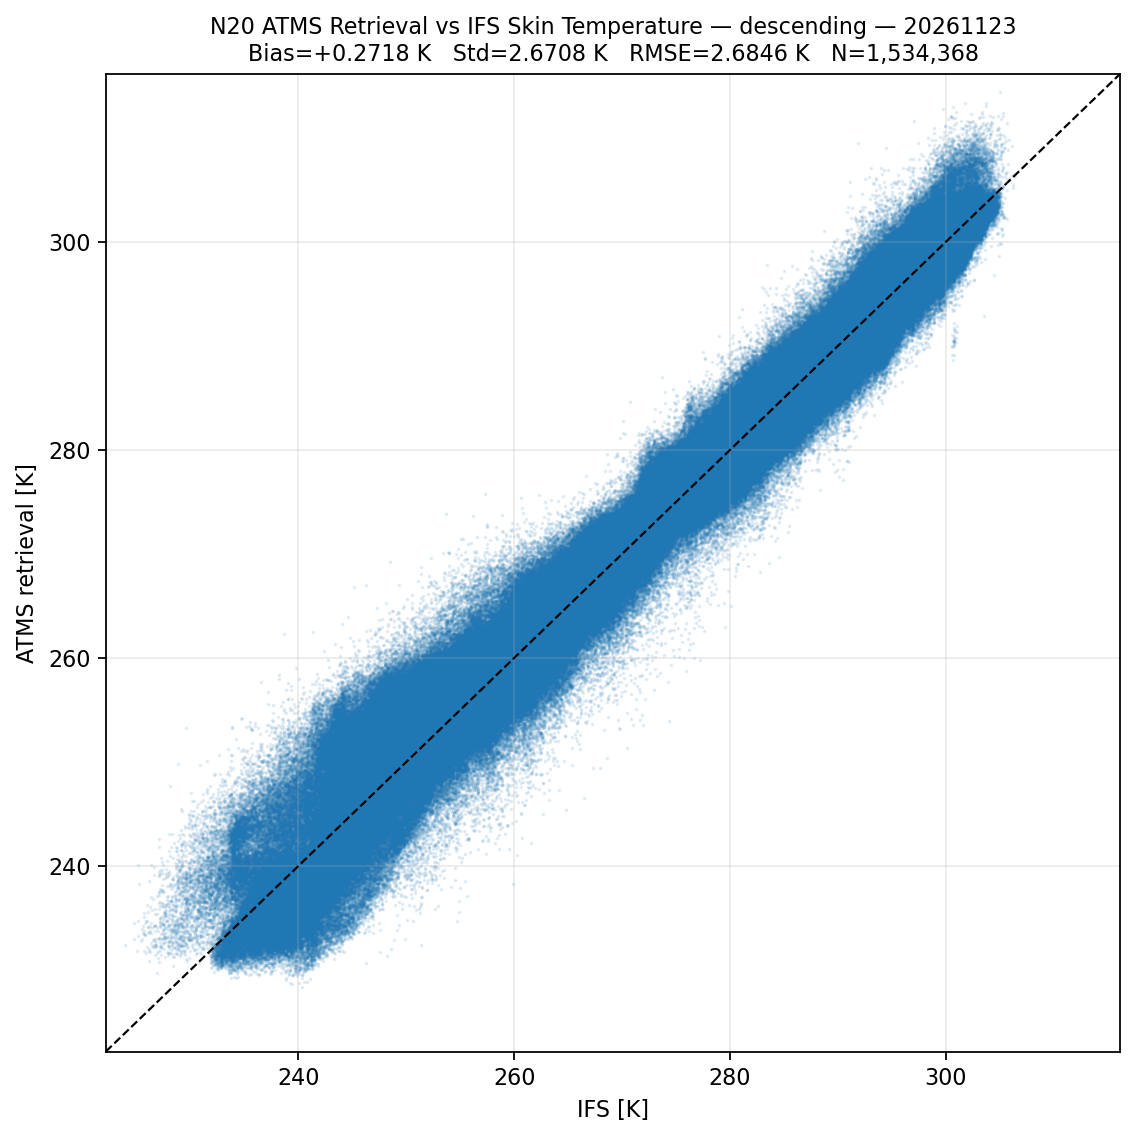 N20 ATMS Retrieval vs IFS Skin Temperature — descending — 20261123
Bias=+0.2718 K   Std=2.6708 K   RMSE=2.6846 K   N=1,534,368
ATMS retrieval [K]
300
280
260
240
240
260
280
300
IFS [K]